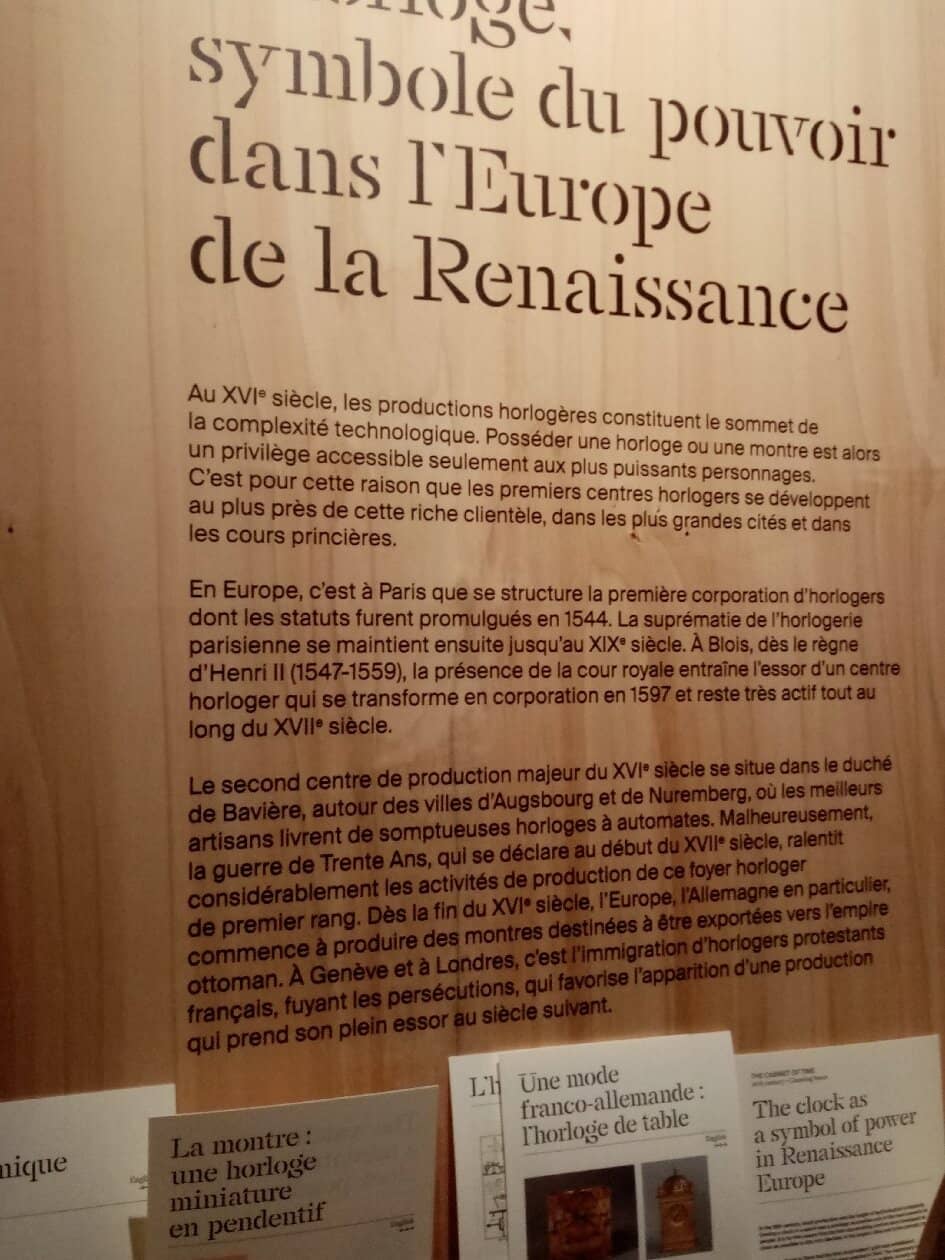 symbole du pouvoir
dans l'Europe
de la Renaissance
Au XVIe siècle, les productions horlogères constituent le sommet de
la complexité technologique. Posséder une horloge ou une montre est alors
un privilège accessible seulement aux plus puissants personnages.
C'est pour cette raison que les premiers centres horlogers se développent
au plus près de cette riche clientèle, dans les plus grandes cités et dans
les cours princières.
En Europe, c'est à Paris que se structure la première corporation d'horlogers
dont les statuts furent promulgués en 1544. La suprématie de l'horlogerie
parisienne se maintient ensuite jusqu'au XIXe siècle. À Blois, dès le règne
d'Henri II (1547-1559), la présence de la cour royale entraîne l'essor d'un centre
horloger qui se transforme en corporation en 1597 et reste très actif tout au
long du XVIIe siècle.
Le second centre de production majeur du XVIe siècle se situe dans le duché
de Bavière, autour des villes d'Augsbourg et de Nuremberg, où les meilleurs
artisans livrent de somptueuses horloges à automates. Malheureusement,
la guerre de Trente Ans, qui se déclare au début du XVIIe siècle, ralentit
considérablement les activités de production de ce foyer horloger
de premier rang. Dès la fin du XVIe siècle, l'Europe, l'Allemagne en particulier,
commence à produire des montres destinées à être exportées vers l'empire
ottoman. À Genève et à Londres, c'est l'immigration d'horlogers protestants
français, fuyant les persécutions, qui favorise l'apparition d'une production
qui prend son plein essor au siècle suivant.
nique
La montre :
une horloge
miniature
en pendentif
English
L'h
Une mode
franco-allemande :
l'horloge de table
English
THE CABINET OF TIME
The clock as
a symbol of power
in Renaissance
Europe